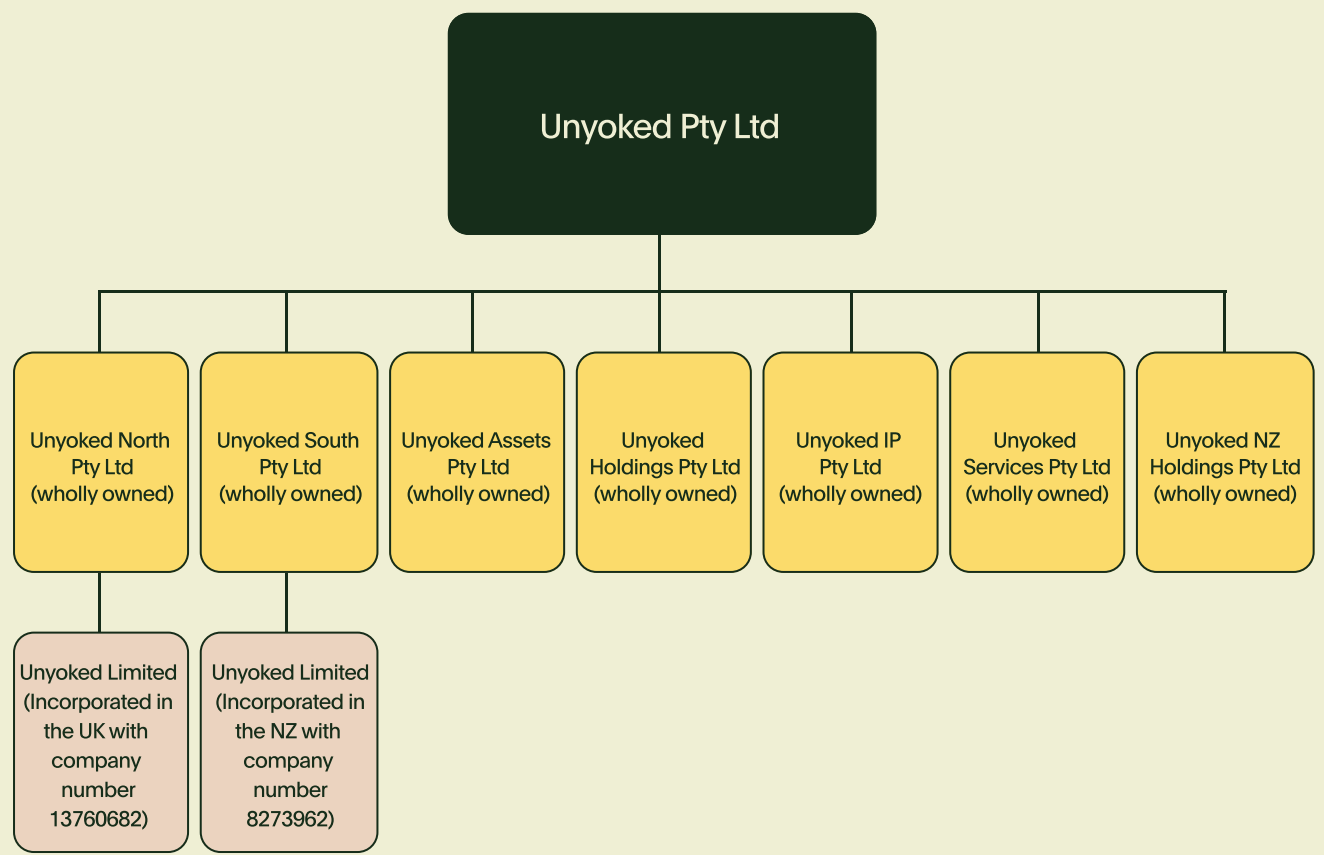 Unyoked Pty Ltd
Unyoked North
Pty Ltd
(wholly owned)
Unyoked South
Pty Ltd
(wholly owned)
Unyoked Assets
Pty Ltd
(wholly owned)
Unyoked
Holdings Pty Ltd
(wholly owned)
Unyoked IP
Pty Ltd
(wholly owned)
Unyoked
Services Pty Ltd
(wholly owned)
Unyoked NZ
Holdings Pty Ltd
(wholly owned)
Unyoked Limited
(Incorporated in
the UK with
company
number
13760682)
Unyoked Limited
(Incorporated in
the NZ with
company
number
8273962)